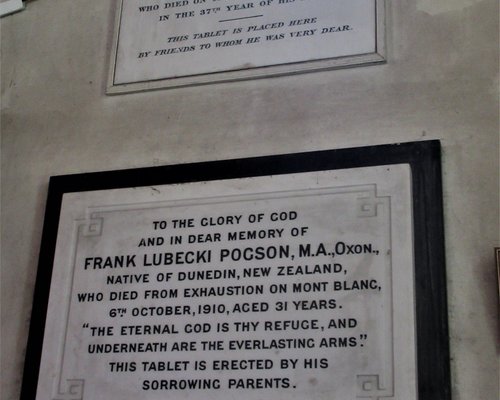 WHO DIED ON
IN THE 37TH YEAR OF HIS
THIS TABLET IS PLACED HERE
BY FRIENDS TO WHOM HE WAS VERY DEAR.
TO THE GLORY OF GOD
AND IN DEAR MEMORY OF
FRANK LUBECKI POGSON, M.A., OXON.,
NATIVE OF DUNEDIN, NEW ZEALAND,
WHO DIED FROM EXHAUSTION ON MONT BLANC,
6TH OCTOBER, 1910, AGED 31 YEARS.
"THE ETERNAL GOD IS THY REFUGE, AND
UNDERNEATH ARE THE EVERLASTING ARMS."
THIS TABLET IS ERECTED BY HIS
SORROWING PARENTS.